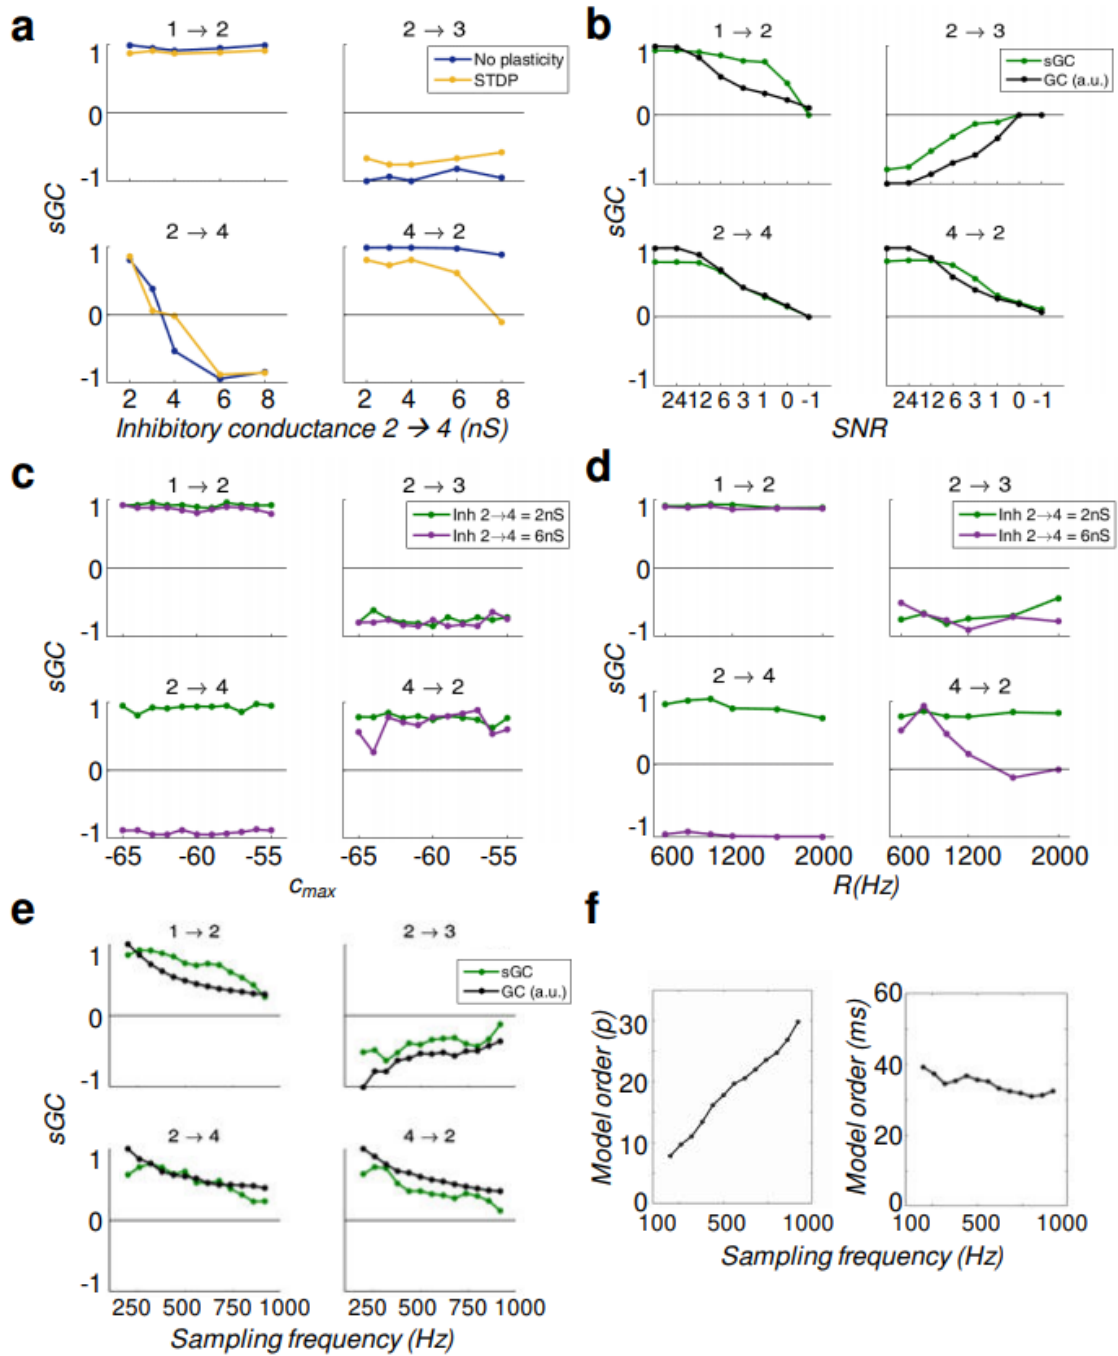 a
1 → 2
2 → 3
No plasticity
STDP
1
0
-1
sGC
2 → 4
4 → 2
1
0
-1
2 4 6 8
2 4 6 8
Inhibitory conductance 2 → 4 (nS)
b
1 → 2
2 → 3
sGC
GC (a.u.)
1
0
-1
sGC
2 → 4
4 → 2
1
0
-1
24 12 6 3 1 0 -1
24 12 6 3 1 0 -1
SNR
c
1 → 2
2 → 3
Inh 2→4 = 2nS
Inh 2→4 = 6nS
1
0
-1
sGC
2 → 4
4 → 2
1
0
-1
-65 -60 -55
-65 -60 -55
cmax
d
1 → 2
2 → 3
Inh 2→4 = 2nS
Inh 2→4 = 6nS
1
0
-1
sGC
2 → 4
4 → 2
1
0
-1
600 1200 2000
600 1200 2000
R(Hz)
e
1 → 2
2 → 3
sGC
GC (a.u.)
1
0
-1
sGC
2 → 4
4 → 2
1
0
-1
250 500 750 1000
250 500 750 1000
Sampling frequency (Hz)
f
Model order (p)
30
20
10
0
100 500 1000
Model order (ms)
60
40
20
0
100 500 1000
Sampling frequency (Hz)